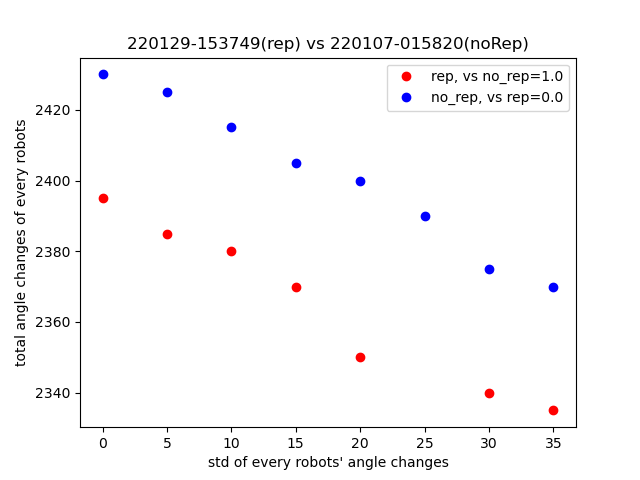 220129-153749(rep) vs 220107-015820(noRep)
rep, vs no_rep=1.0
no_rep, vs rep=0.0
total angle changes of every robots
2420
2400
2380
2360
2340
0 5 10 15 20 25 30 35
std of every robots' angle changes